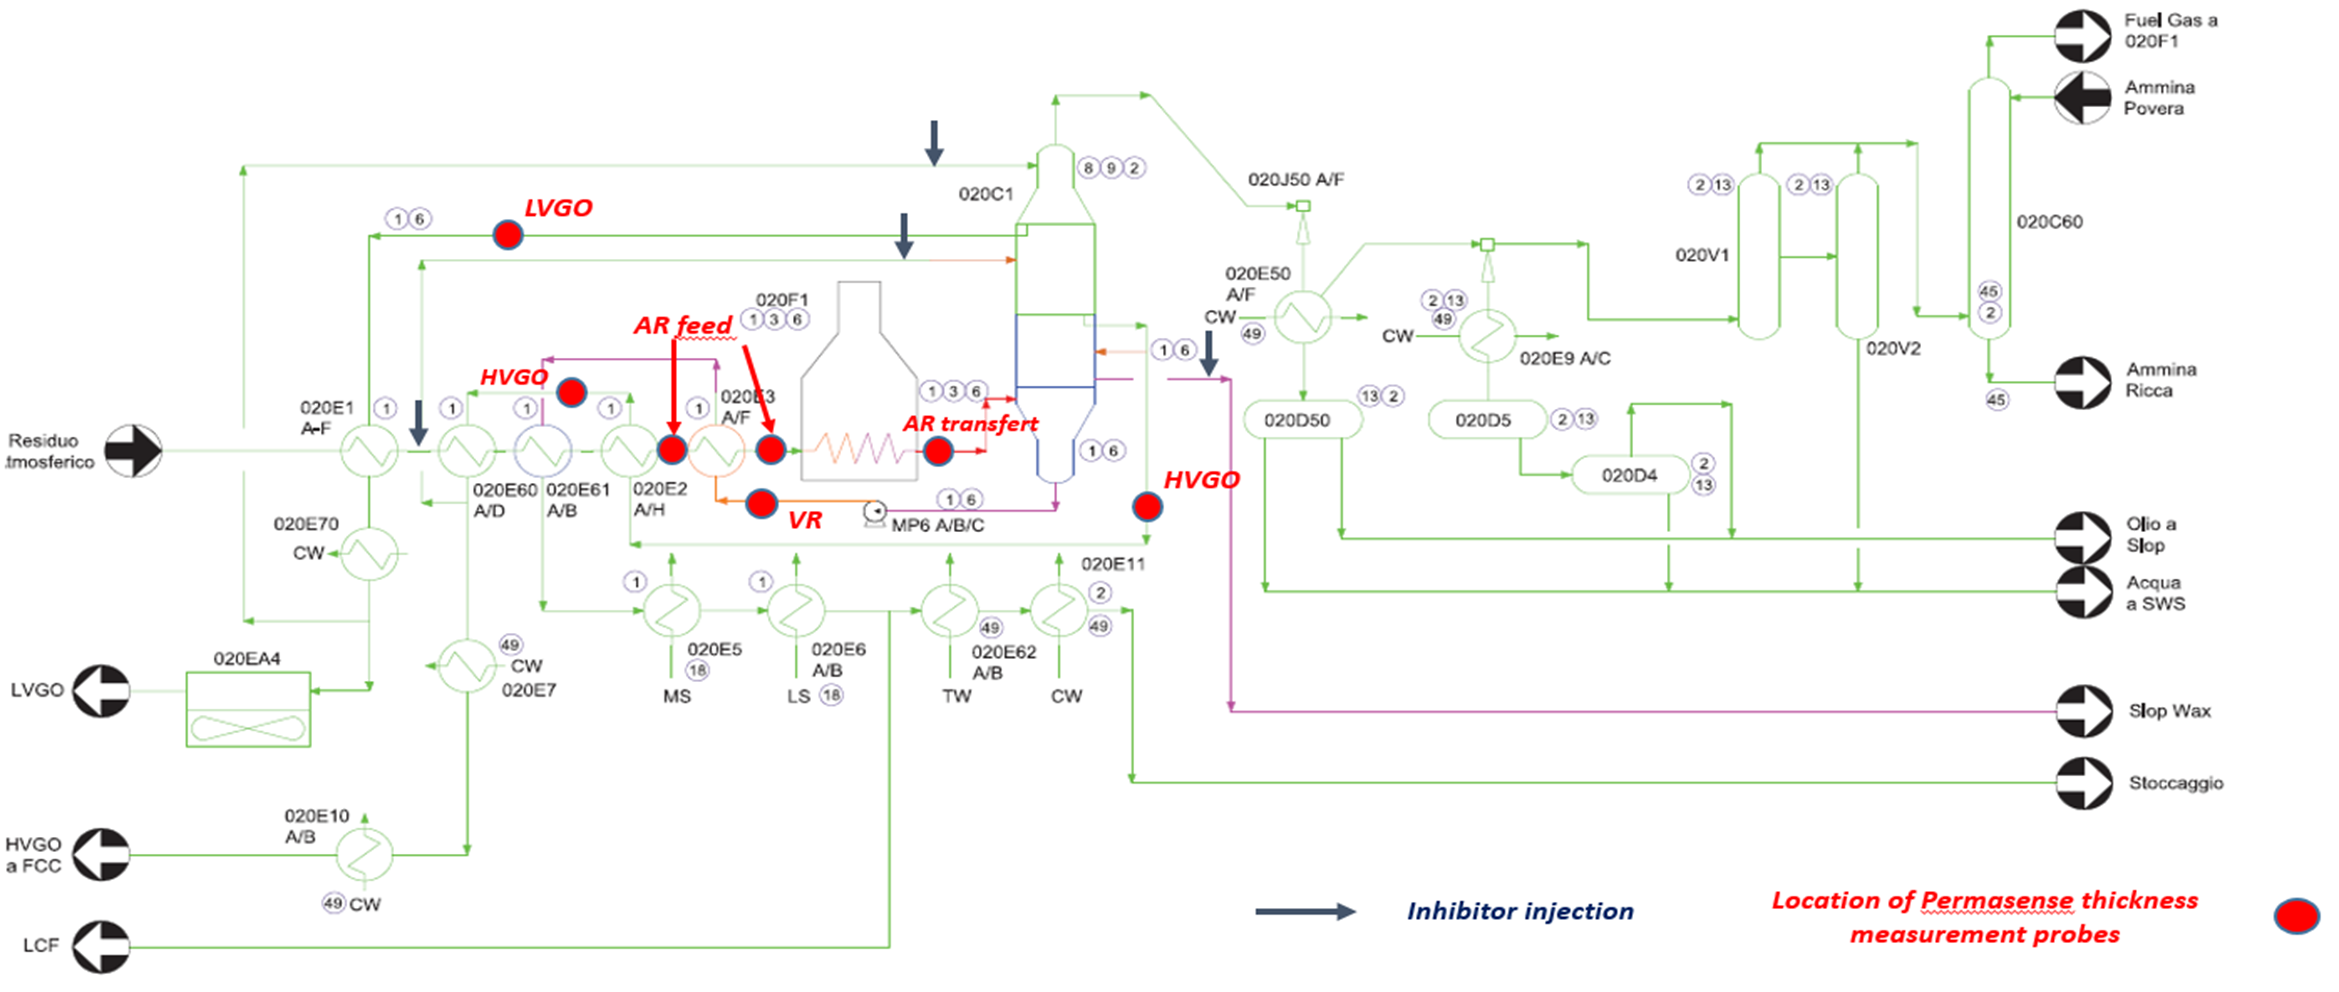 Fuel Gas a
020F1
Ammina
Povera
8 9 2
020C1
020J50 A/F
2 13
2 13
020C60
LVGO
1 6
020V1
020E50
A/F
CW
49
2 13
49
CW
020E9 A/C
020V2
45
2
020F1
1 3 6
AR feed
1 6
HVGO
020E3
A/F
1 3 6
AR transfert
Ammina
Ricca
45
020E1
A-F
1
1
1
1
1
13 2
020D50
020D5
2 13
Residuo
tmosferico
1 6
020D4
2
13
020E60
A/D
020E61
A/B
020E2
A/H
HVGO
1 6
VR
MP6 A/B/C
020E70
CW
Olio a
Slop
020E11
1
1
2
49
49
Acqua
a SWS
020E5
18
MS
020E6
A/B
LS
18
020E62
A/B
TW
CW
49
CW
020E7
020EA4
LVGO
Slop Wax
Stoccaggio
020E10
A/B
HVGO
a FCC
49 CW
LCF
Inhibitor injection
Location of Permasense thickness
measurement probes